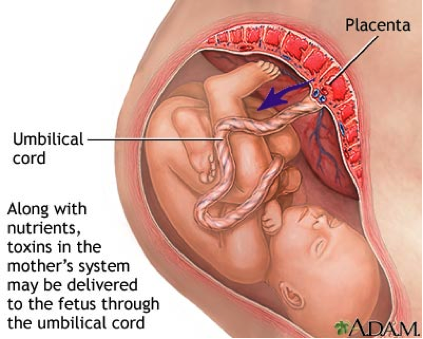 Placenta
Umbilical
cord
Along with
nutrients,
toxins in the
mother's system
may be delivered
to the fetus through
the umbilical cord
A.D.A.M.